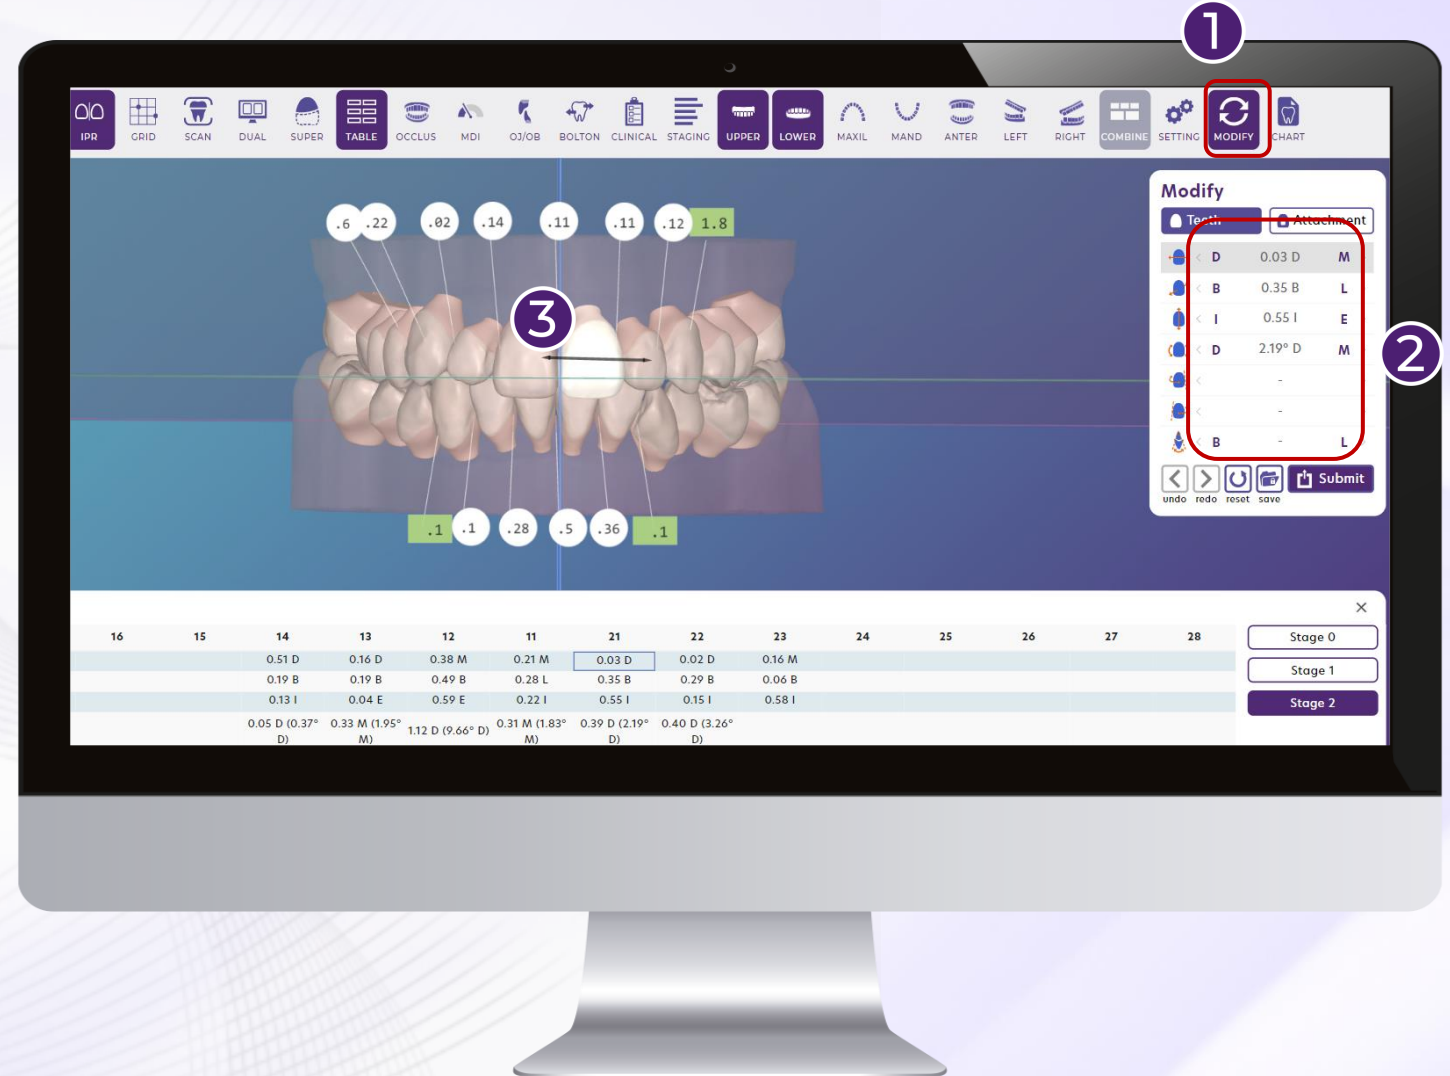 1
IPR GRID SCAN DUAL SUPER TABLE OCCLUS MDI OJ/OB BOLTON CLINICAL STAGING UPPER LOWER MAXIL MAND ANTER LEFT RIGHT COMBINE SETTING MODIFY CHART
Modify
Teeth Attachment
.6 .22 .02 .14 .11 .11 .12 1.8
D 0.03 D M
B 0.35 B L
I 0.55 I E
D 2.19° D M
-
-
B - L
2
3
undo redo reset save Submit
.1 .1 .28 .5 .36 .1
16 15 14 13 12 11 21 22 23 24 25 26 27 28
0.51 D 0.16 D 0.38 M 0.21 M 0.03 D 0.02 D 0.16 M
0.19 B 0.19 B 0.49 B 0.28 L 0.35 B 0.29 B 0.06 B
0.13 I 0.04 E 0.59 E 0.22 I 0.55 I 0.15 I 0.58 I
0.05 D (0.37° D) 0.33 M (1.95° M) 1.12 D (9.66° D) 0.31 M (1.83° M) 0.39 D (2.19° D) 0.40 D (3.26° D)
Stage 0
Stage 1
Stage 2